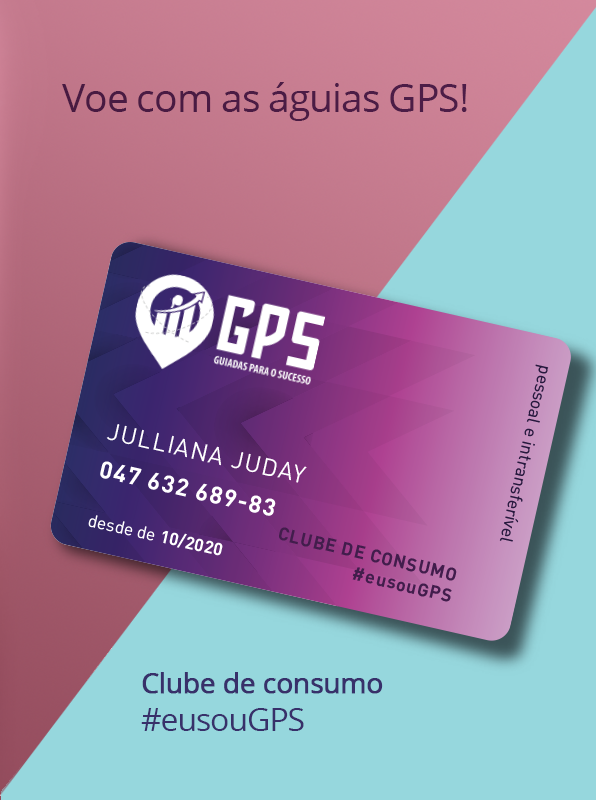 Voe com as águias GPS!
GPS
GUIADAS PARA O SUCESSO
pessoal e intransferível
JULLIANA JUDAY
047 632 689-83
desde de 10/2020
CLUBE DE CONSUMO
#eusouGPS
Clube de consumo
#eusouGPS